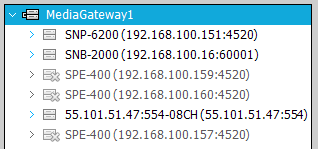 MediaGateway1
SNP-6200 (192.168.100.151:4520)
SNB-2000 (192.168.100.16:60001)
SPE-400 (192.168.100.159:4520)
SPE-400 (192.168.100.160:4520)
55.101.51.47:554-08CH (55.101.51.47:554)
SPE-400 (192.168.100.157:4520)